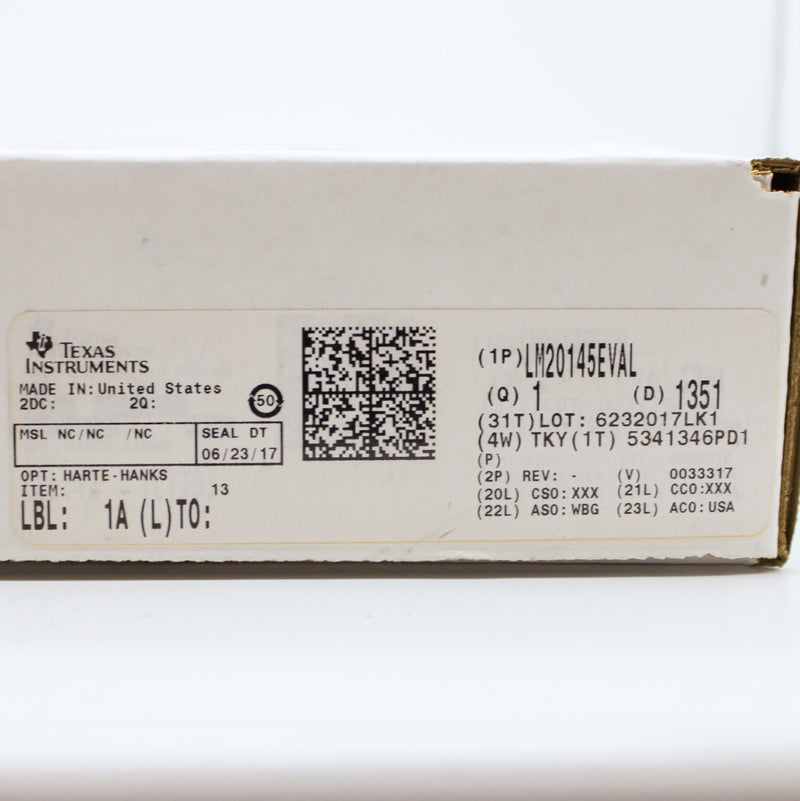 TEXAS
INSTRUMENTS
MADE IN: United States
2DC: 2Q:
50
MSL NC/NC /NC
SEAL DT
06/23/17
OPT: HARTE-HANKS
ITEM: 13
LBL: 1A (L)TO:
(1P) LM20145EVAL
(Q) 1 (D) 1351
(31T)LOT: 6232017LK1
(4W) TKY(1T) 5341346PD1
(P)
(2P) REV: - (V) 0033317
(20L) CSO: XXX (21L) CCO:XXX
(22L) ASO: WBG (23L) ACO: USA